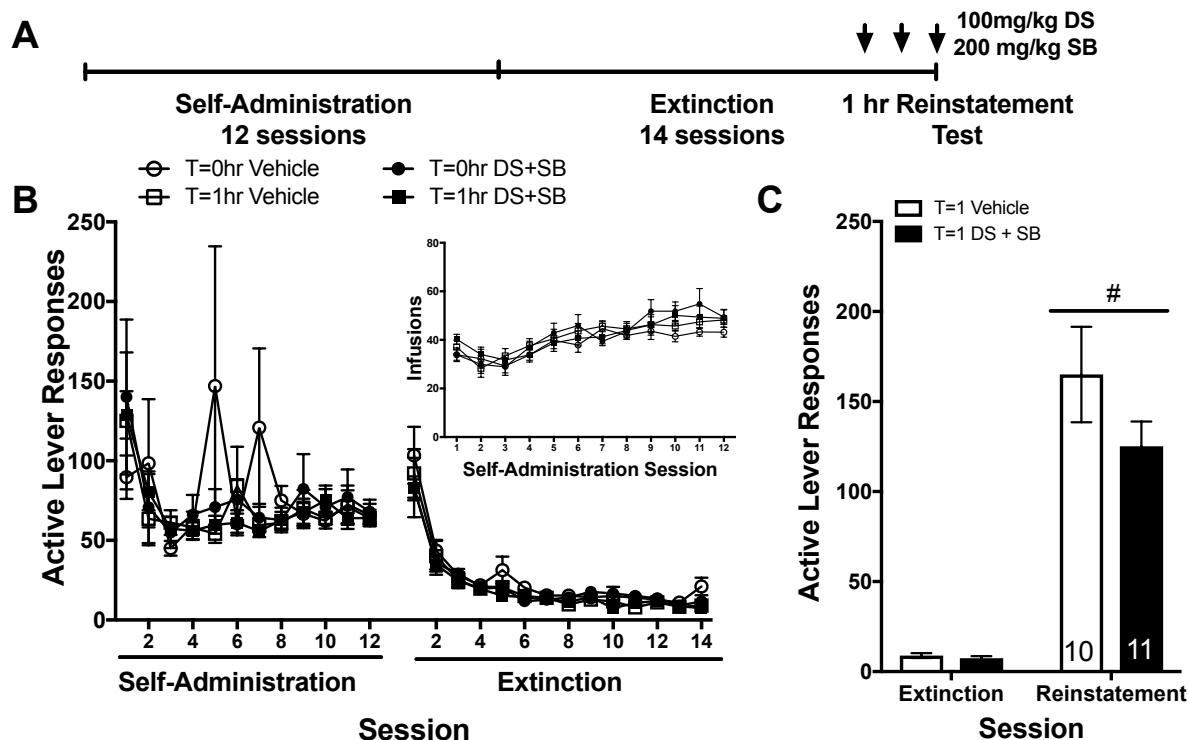 A
100mg/kg DS
200 mg/kg SB
Self-Administration
12 sessions
Extinction
14 sessions
1 hr Reinstatement
Test
T=0hr Vehicle
T=0hr DS+SB
T=1hr Vehicle
T=1hr DS+SB
B
Active Lever Responses
250
200
150
100
50
0
2 4 6 8 10 12
2 4 6 8 10 12 14
Self-Administration
Extinction
Session
Infusions
80
60
40
20
0
1 2 3 4 5 6 7 8 9 10 11 12
Self-Administration Session
C
T=1 Vehicle
T=1 DS + SB
Active Lever Responses
250
200
150
100
50
0
#
10
11
Extinction
Reinstatement
Session